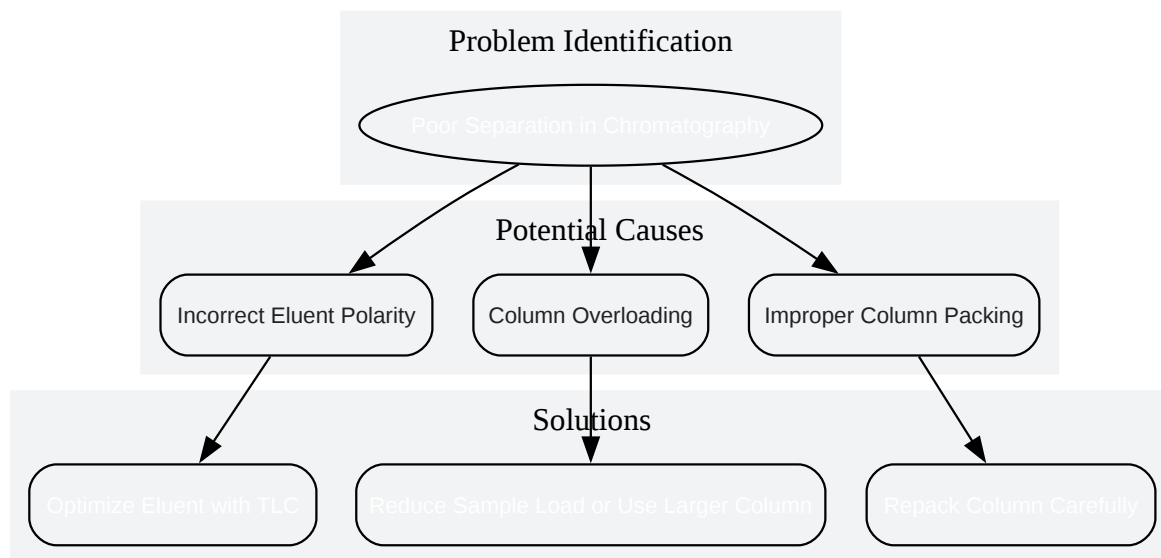 Problem Identification
Poor Separation in Chromatography
Potential Causes
Incorrect Eluent Polarity
Column Overloading
Improper Column Packing
Solutions
Optimize Eluent with TLC
Reduce Sample Load or Use Larger Column
Repack Column Carefully